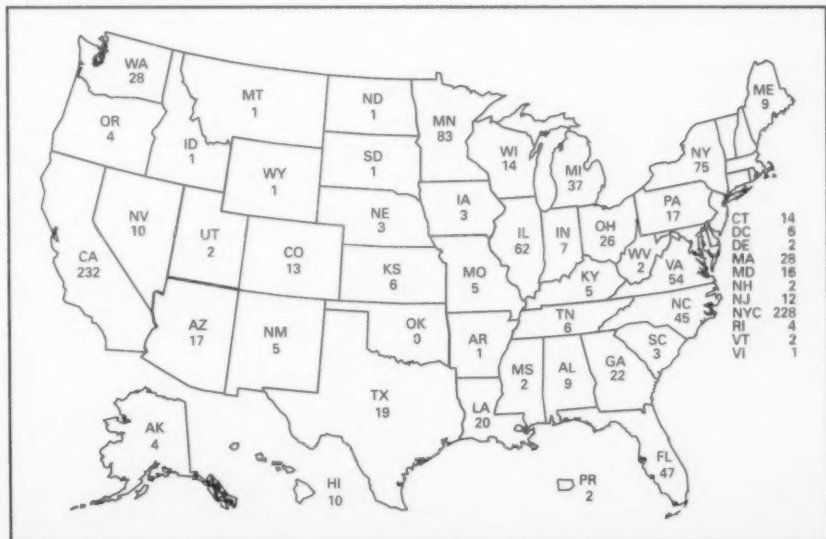 WA
28
OR
4
CA
232
NV
10
ID
1
MT
1
WY
1
UT
2
AZ
17
CO
13
NM
5
ND
1
SD
1
NE
3
KS
6
OK
0
TX
19
MN
83
IA
3
MO
5
AR
1
LA
20
WI
14
IL
62
MI
37
IN
7
OH
26
KY
5
TN
6
MS
2
AL
9
GA
22
FL
47
SC
3
NC
45
VA
54
WV
2
PA
17
NY
75
ME
9
AK
4
HI
10
PR
2
CT 14
DC 6
DE 2
MA 28
MD 16
NH 2
NJ 12
NYC 228
RI 4
VT 2
VI 1